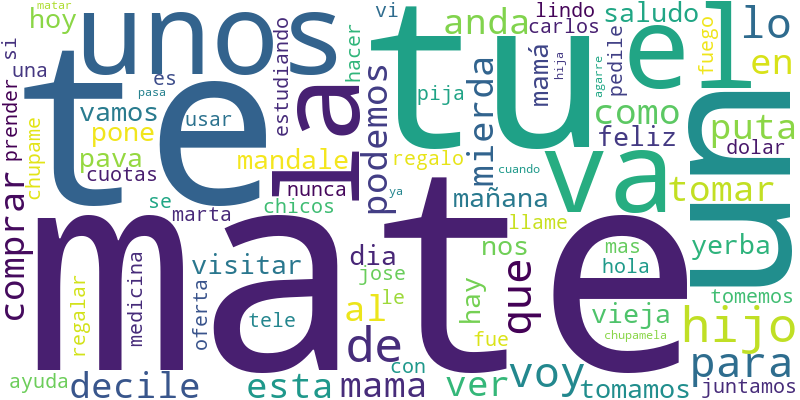 matar
hoy
unos
vi
anda
lindo
carlos
saludo
si
una
prender
es
pasa
te
vamos
usar
estudiando
hacer
la
podemos
pija
tu
mierda
mamá
hija
agarre
pedile
fuego
el
lo
en
como
feliz
puta
dolar
un
chupame
pone
pava
cuotas
mandale
regalo
nunca
ya
cuando
va
tomar
comprar
se
marta
chicos
mañana
llame
nos
mas
hola
yerba
mate
visitar
dia
jose
le
que
hay
vieja
tomemos
regalar
medicina
oferta
tele
al
de
fue
chupamela
hijo
ayuda
decile
esta
mama
con
ver
voy
tomamos
para
juntamos